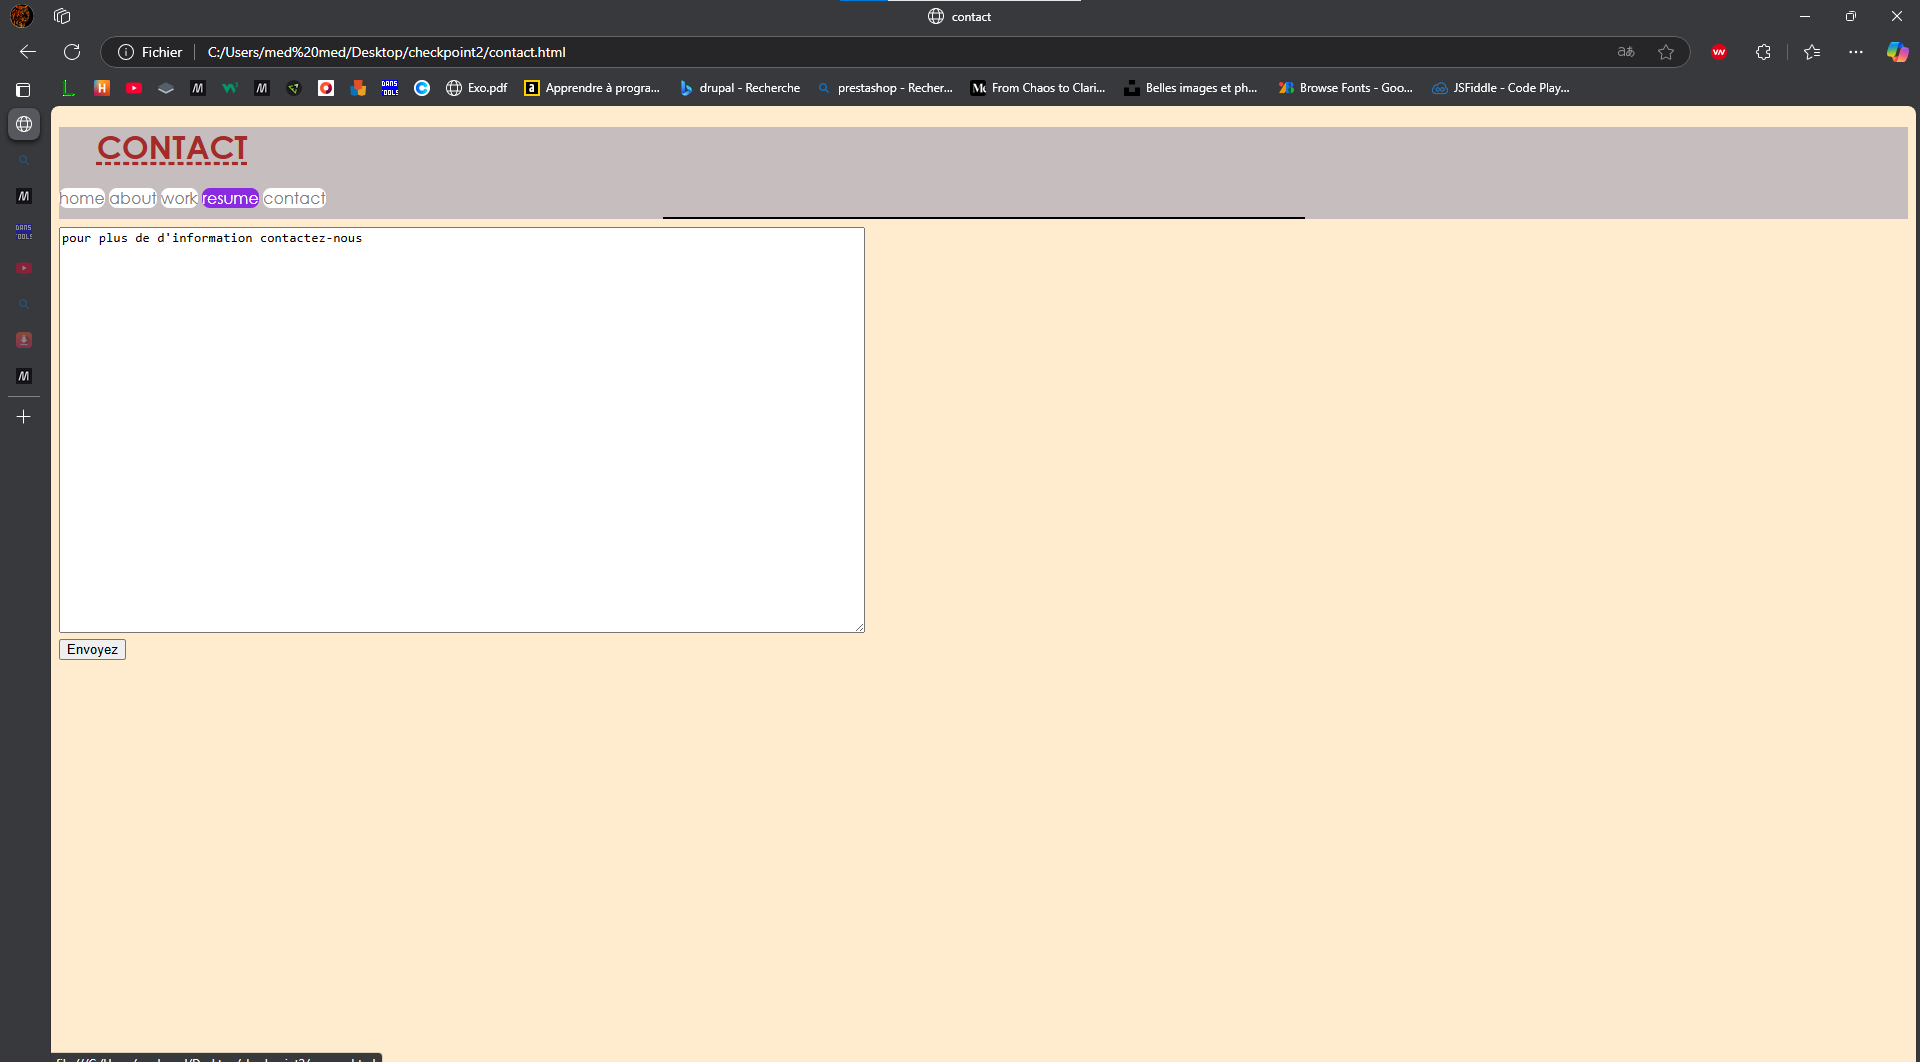 contact
Fichier C:/Users/med%20med/Desktop/checkpoint2/contact.html
Exo.pdf Apprendre à progra... drupal - Recherche prestashop - Recher... From Chaos to Clari... Belles images et ph... Browse Fonts - Goo... JSFiddle - Code Play...
CONTACT
home about work resume contact
pour plus de d'information contactez-nous
Envoyez